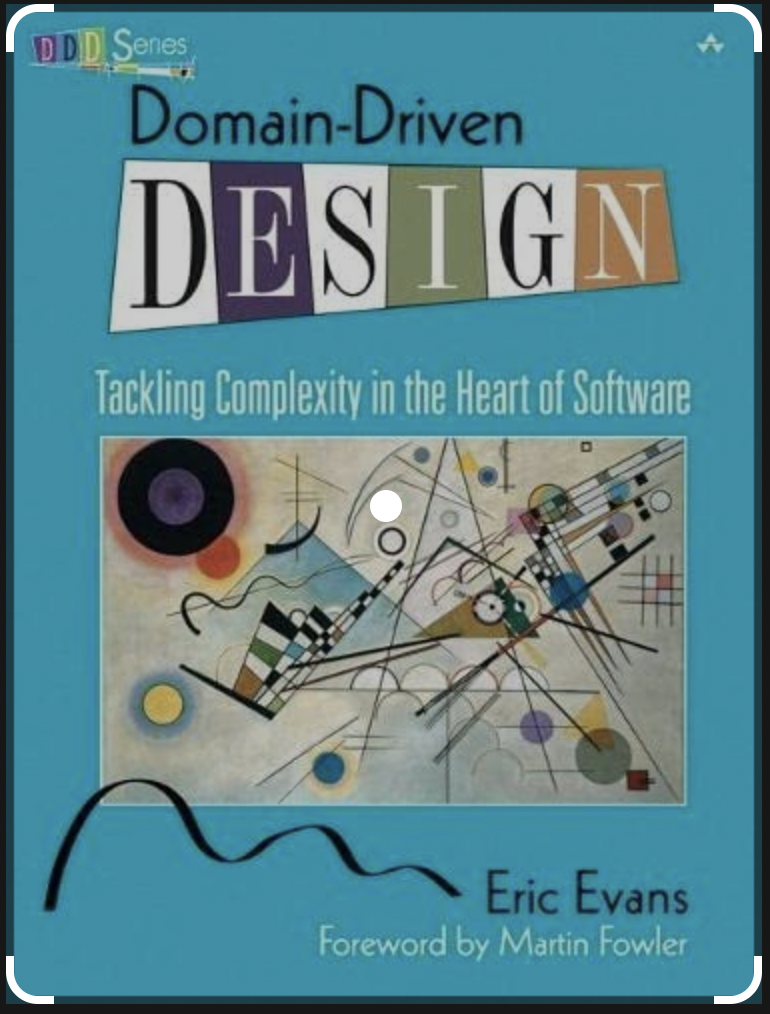 DDD Series
Domain-Driven
DESIGN
Tackling Complexity in the Heart of Software
Eric Evans
Foreword by Martin Fowler